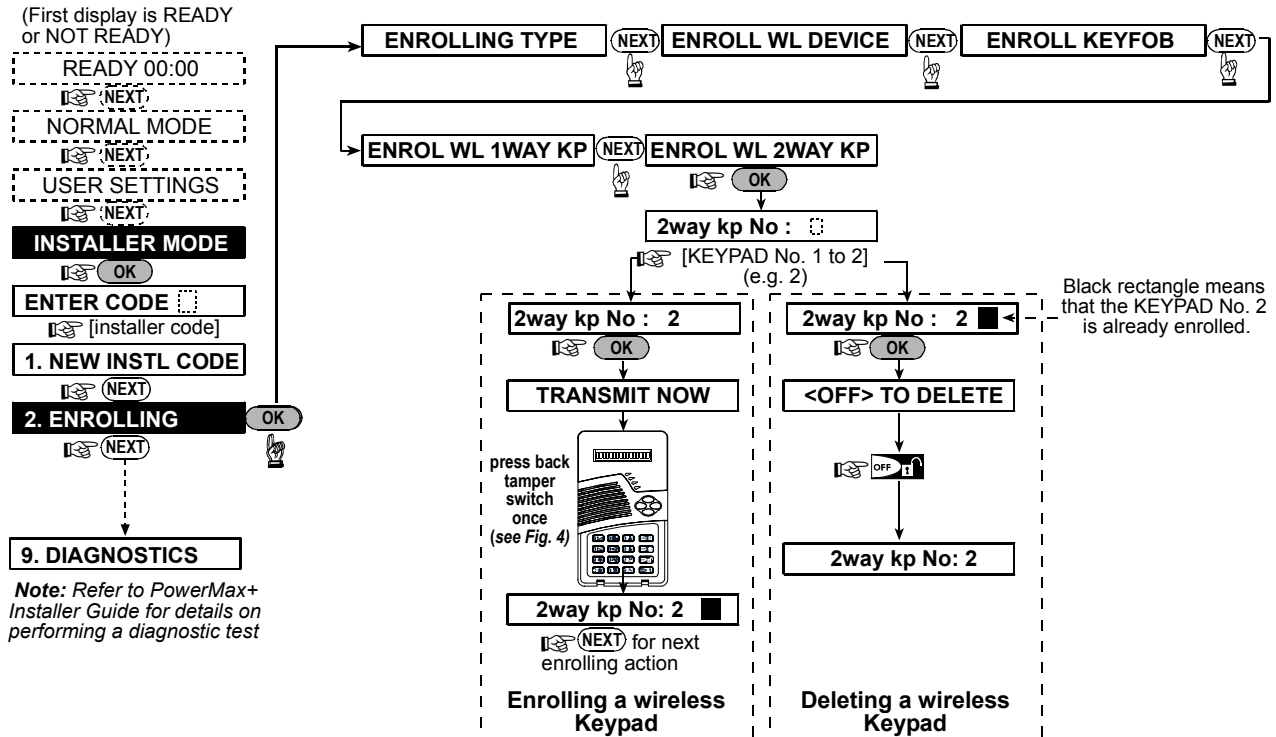 (First display is READY
or NOT READY)
READY 00:00
NEXT
NORMAL MODE
NEXT
USER SETTINGS
NEXT
INSTALLER MODE
OK
ENTER CODE
[installer code]
1. NEW INSTL CODE
NEXT
2. ENROLLING
OK
NEXT
9. DIAGNOSTICS
Note: Refer to PowerMax+
Installer Guide for details on
performing a diagnostic test
ENROLLING TYPE NEXT ENROLL WL DEVICE NEXT ENROLL KEYFOB NEXT
ENROL WL 1WAY KP NEXT ENROL WL 2WAY KP
OK
2way kp No :
[KEYPAD No. 1 to 2]
(e.g. 2)
2way kp No : 2
OK
TRANSMIT NOW
press back
tamper
switch
once
(see Fig. 4)
2way kp No: 2
NEXT for next
enrolling action
Enrolling a wireless
Keypad
2way kp No : 2
OK
<OFF> TO DELETE
OFF
2way kp No: 2
Deleting a wireless
Keypad
Black rectangle means
that the KEYPAD No. 2
is already enrolled.